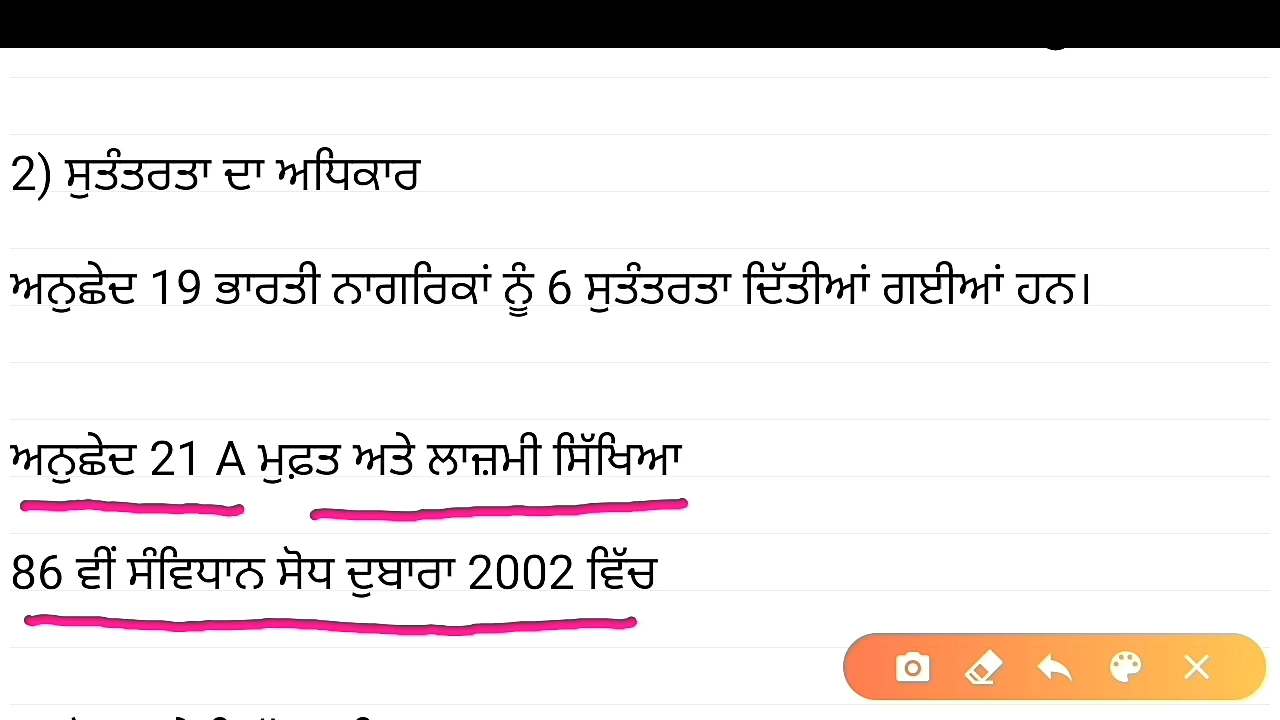 2) ਸੁਤੰਤਰਤਾ ਦਾ ਅਧਿਕਾਰ
ਅਨੁਛੇਦ 19 ਭਾਰਤੀ ਨਾਗਰਿਕਾਂ ਨੂੰ 6 ਸੁਤੰਤਰਤਾ ਦਿੱਤੀਆਂ ਗਈਆਂ ਹਨ।
ਅਨੁਛੇਦ 21 A ਮੁਫ਼ਤ ਅਤੇ ਲਾਜ਼ਮੀ ਸਿੱਖਿਆ
86 ਵੀਂ ਸੰਵਿਧਾਨ ਸੋਧ ਦੁਬਾਰਾ 2002 ਵਿੱਚ